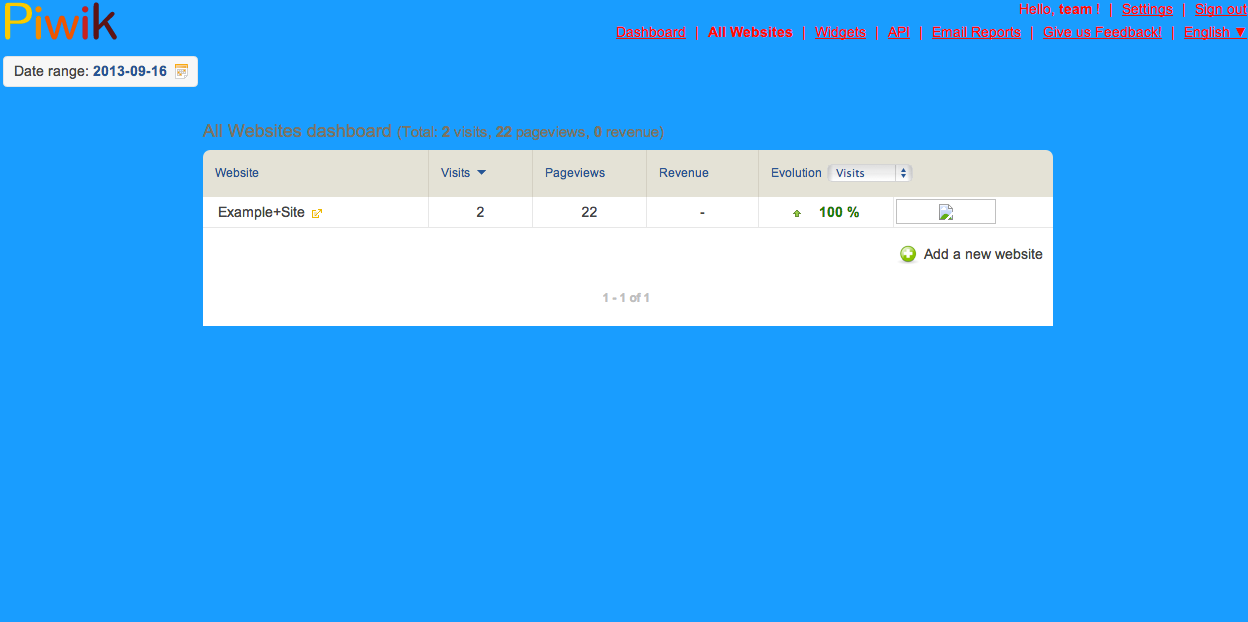 Piwik
Hello, team ! | Settings | Sign out
Dashboard | All Websites | Widgets | API | Email Reports | Give us Feedback! | English ▼
Date range: 2013-09-16
All Websites dashboard (Total: 2 visits, 22 pageviews, 0 revenue)
Website Visits Pageviews Revenue Evolution Visits
Example+Site 2 22 - 100 %
Add a new website
1 - 1 of 1